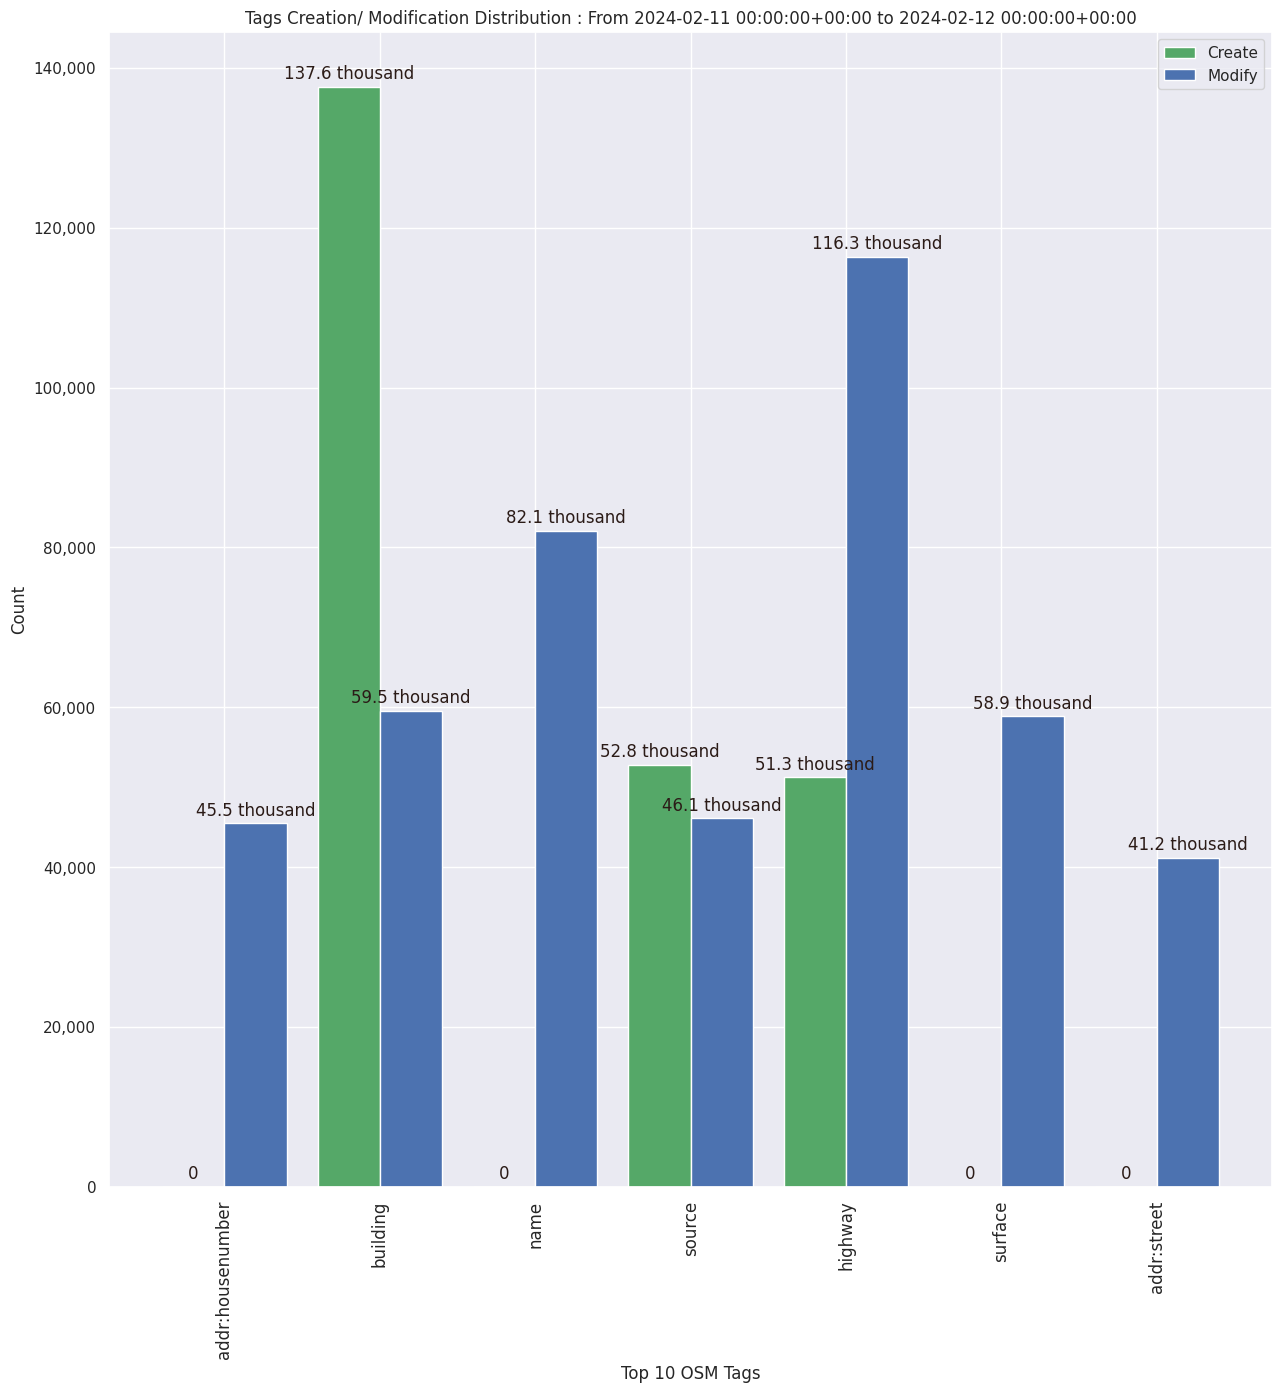 Tags Creation/ Modification Distribution : From 2024-02-11 00:00:00+00:00 to 2024-02-12 00:00:00+00:00
Create
Modify
140,000
120,000
100,000
80,000
60,000
40,000
20,000
0
Count
137.6 thousand
116.3 thousand
82.1 thousand
59.5 thousand
58.9 thousand
52.8 thousand
51.3 thousand
46.1 thousand
45.5 thousand
41.2 thousand
0
0
0
0
addr:housenumber
building
name
source
highway
surface
addr:street
Top 10 OSM Tags